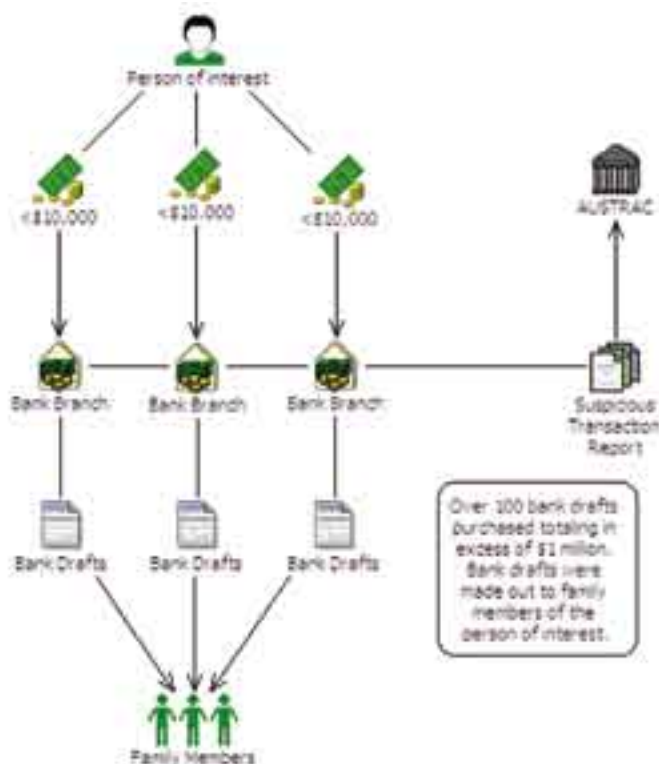 Person of interest
<$10,000
<$10,000
<$10,000
AUSTRAC
Bank Branch
Bank Branch
Bank Branch
Suspicious
Transaction
Report
Over 100 bank drafts
purchased totaling in
excess of $1 million.
Bank drafts were
made out to family
members of the
person of interest.
Bank Drafts
Bank Drafts
Bank Drafts
Family Members